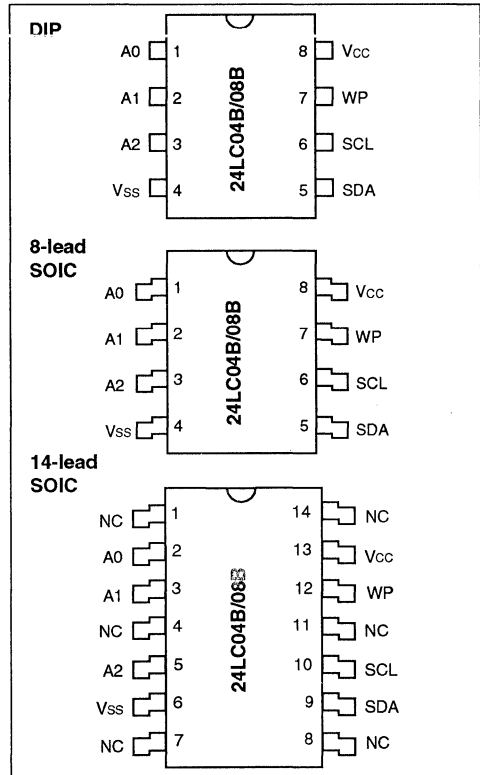 DIP
A0 1 8 Vcc
A1 2 7 WP
A2 3 6 SCL
Vss 4 5 SDA
24LC04B/08B
8-lead
SOIC
A0 1 8 Vcc
A1 2 7 WP
A2 3 6 SCL
Vss 4 5 SDA
24LC04B/08B
14-lead
SOIC
NC 1 14 NC
A0 2 13 Vcc
A1 3 12 WP
NC 4 11 NC
A2 5 10 SCL
Vss 6 9 SDA
NC 7 8 NC
24LC04B/08B